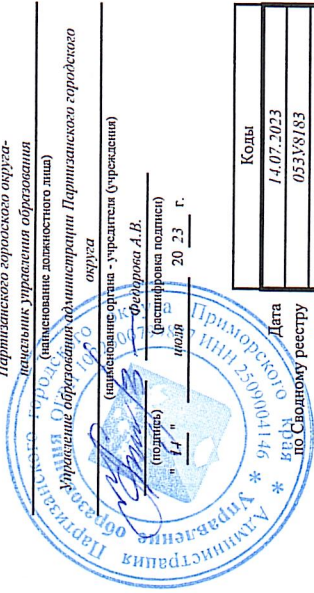 Партизанского городского округа-
начальник управления образования
(наименование должностного лица)
Управление образования администрации Партизанского городского
округа
(наименование органа - учредителя (учреждения)
Федорова А.В.
(подпись) (расшифровка подписи)
" 14 " июля 20 23 г.
Коды
Дата 14.07.2023
по Сводному реестру 053У8183
Администрация Партизанского городского округа Приморского края
Управление образования
ИНН 2509004146